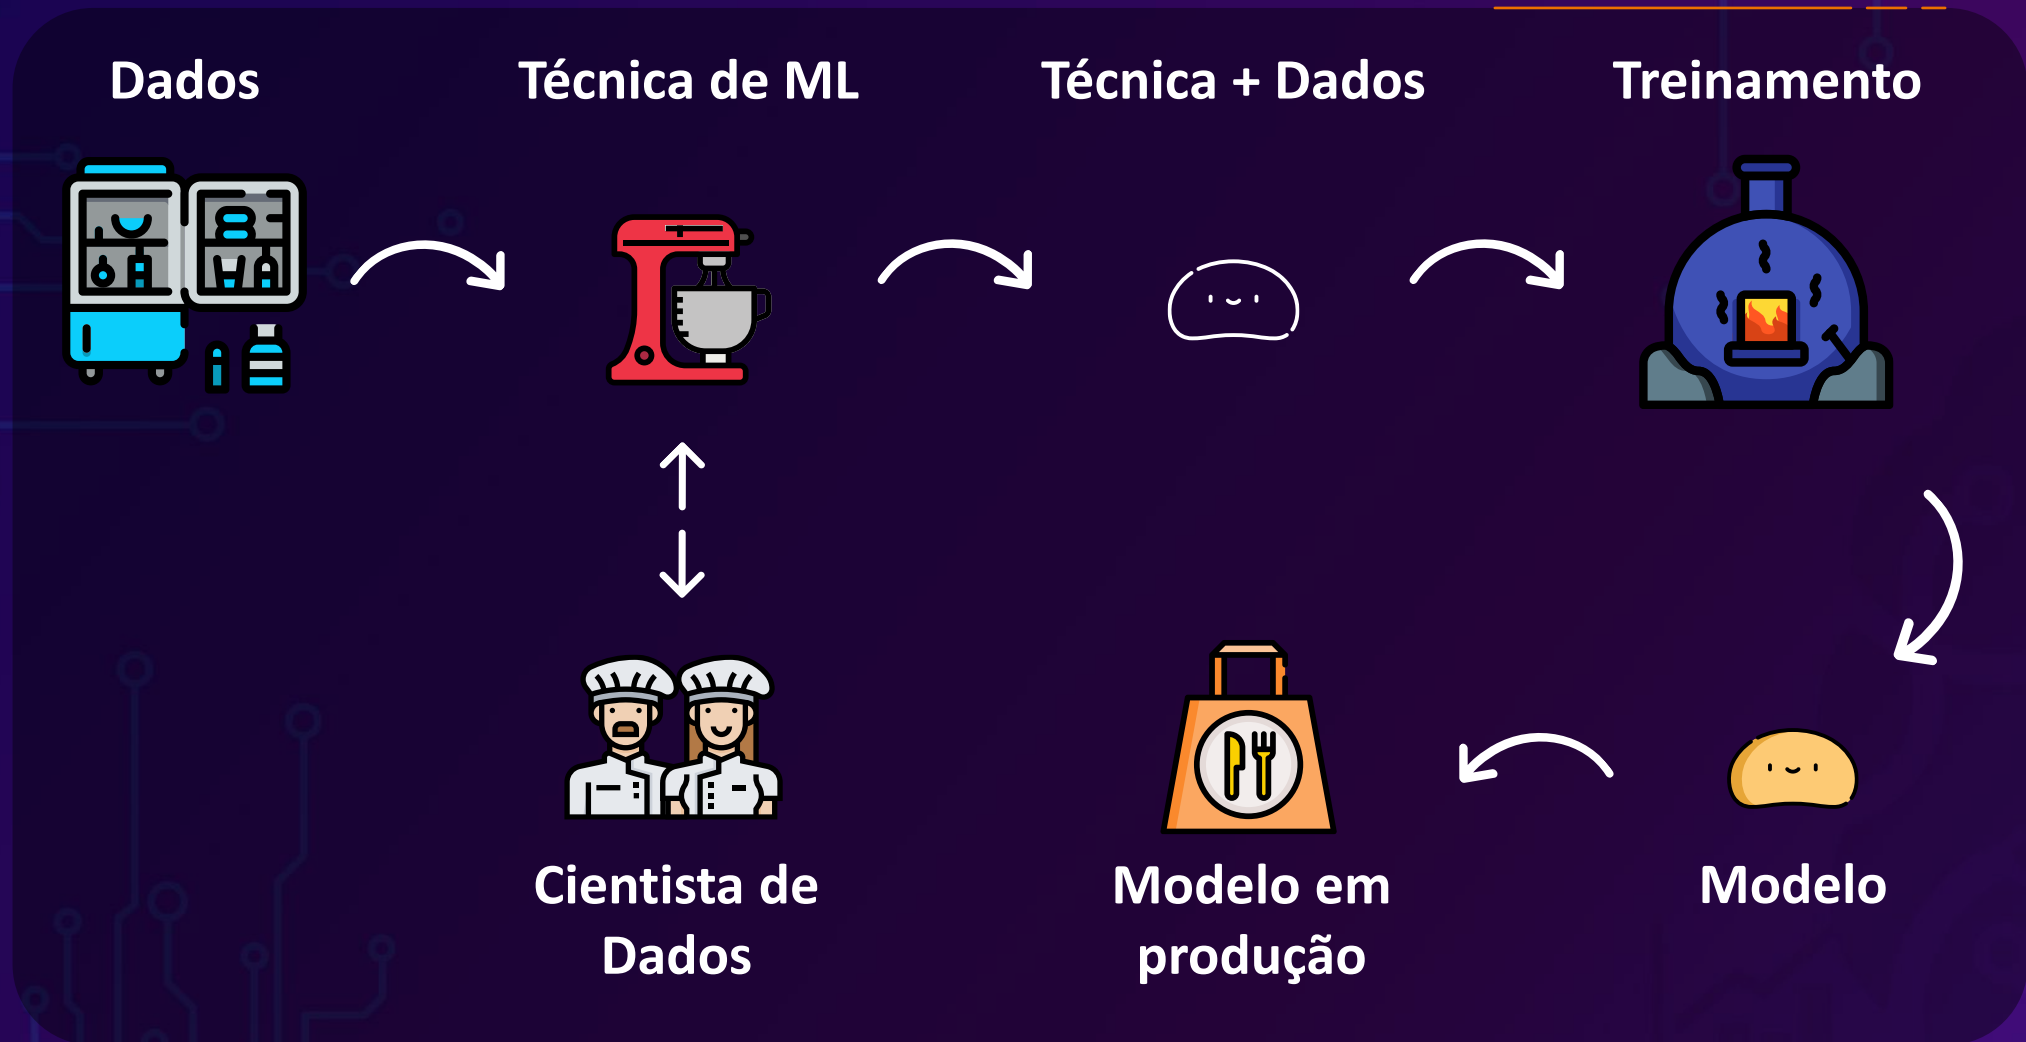 Dados
Técnica de ML
Técnica + Dados
Treinamento
Cientista de
Dados
Modelo em
produção
Modelo